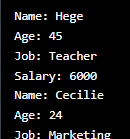 Name: Hege
Age: 45
Job: Teacher
Salary: 6000
Name: Cecilie
Age: 24
Job: Marketing